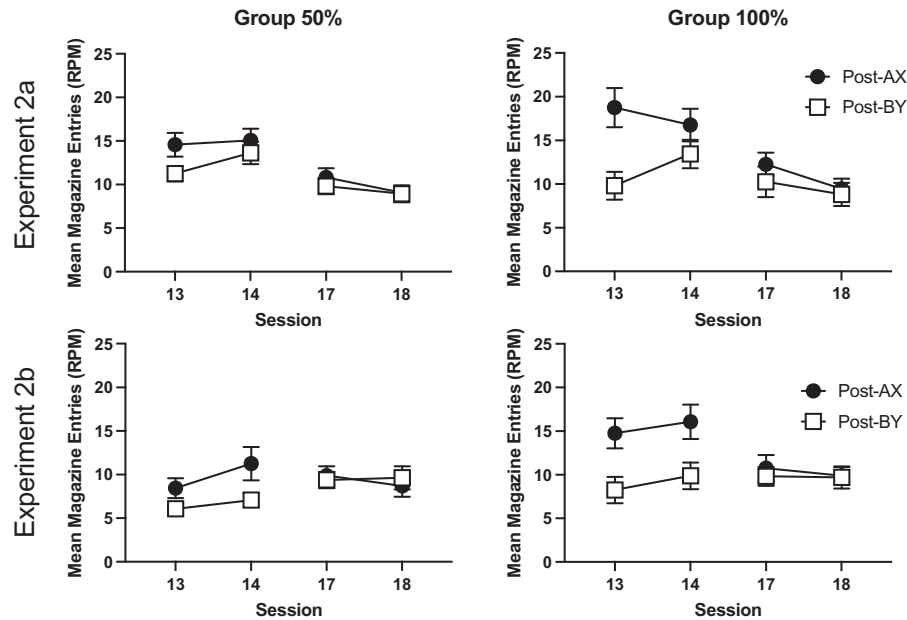 Group 50%
Group 100%
Experiment 2a
Mean Magazine Entries (RPM)
25
20
15
10
5
0
13 14 17 18
Session
Mean Magazine Entries (RPM)
25
20
15
10
5
0
13 14 17 18
Session
Post-AX
Post-BY
Experiment 2b
Mean Magazine Entries (RPM)
25
20
15
10
5
0
13 14 17 18
Session
Mean Magazine Entries (RPM)
25
20
15
10
5
0
13 14 17 18
Session
Post-AX
Post-BY